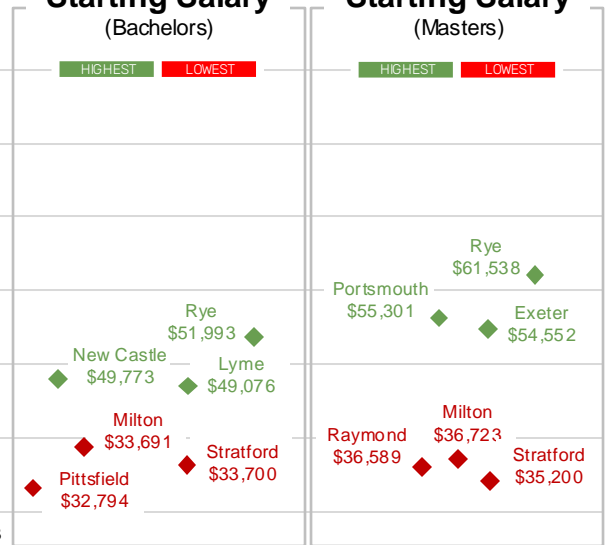 Starting Salary
(Bachelors)
HIGHEST LOWEST
Rye
$51,993
New Castle
$49,773
Lyme
$49,076
Milton
$33,691
Stratford
$33,700
Pittsfield
$32,794
Starting Salary
(Masters)
HIGHEST LOWEST
Rye
$61,538
Portsmouth
$55,301
Exeter
$54,552
Milton
$36,723
Raymond
$36,589
Stratford
$35,200